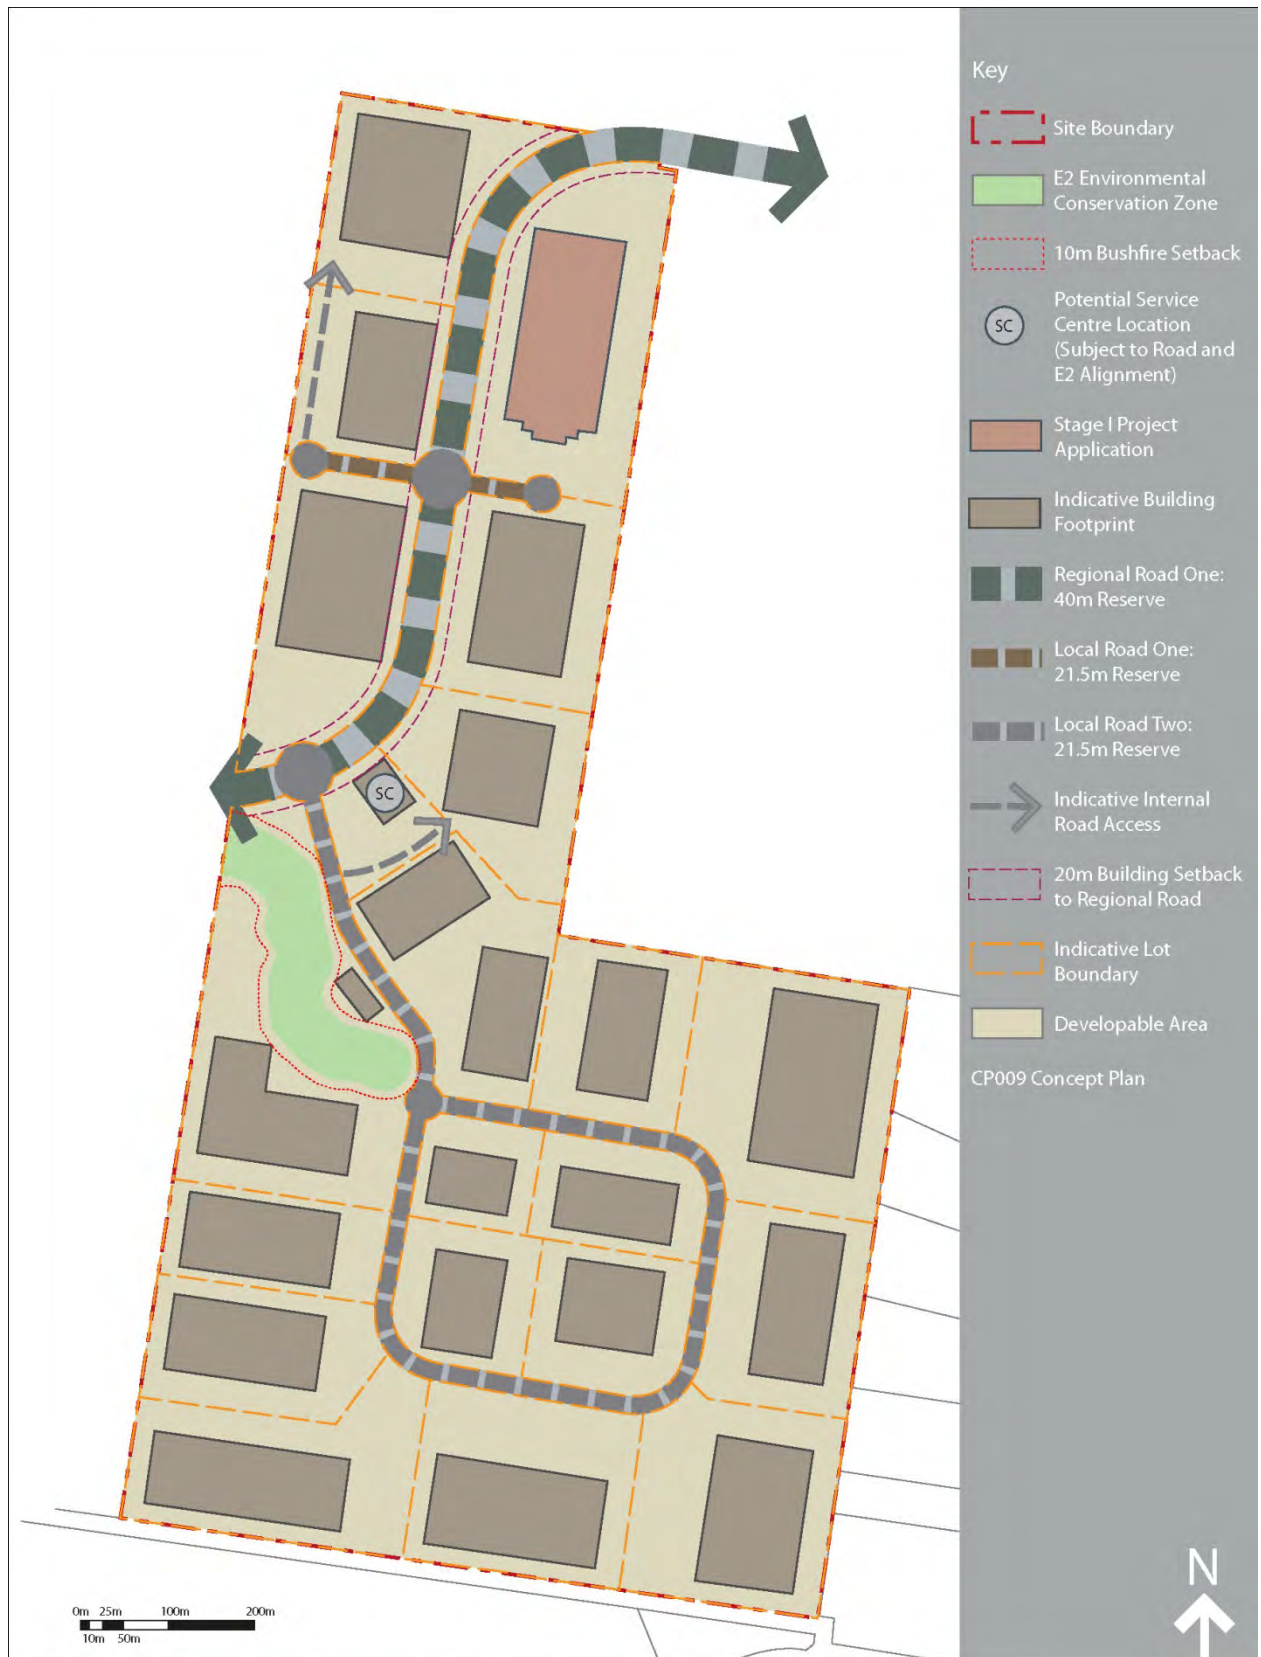 Key
Site Boundary
E2 Environmental
Conservation Zone
10m Bushfire Setback
SC
Potential Service
Centre Location
(Subject to Road and
E2 Alignment)
Stage I Project
Application
Indicative Building
Footprint
Regional Road One:
40m Reserve
Local Road One:
21.5m Reserve
Local Road Two:
21.5m Reserve
Indicative Internal
Road Access
20m Building Setback
to Regional Road
Indicative Lot
Boundary
Developable Area
CP009 Concept Plan
SC
0m 25m 100m 200m
10m 50m
N